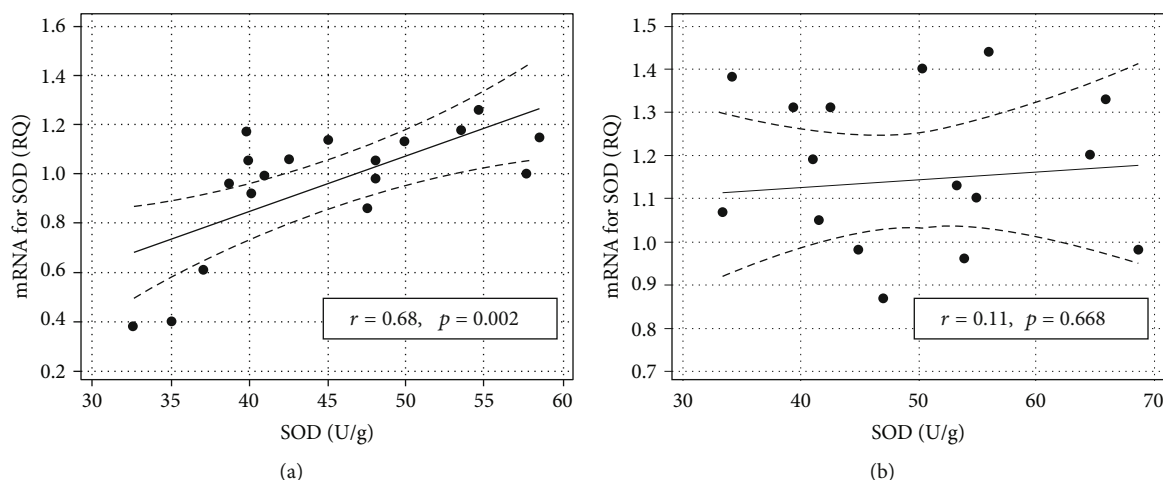 1.6
1.4
1.2
1.0
0.8
0.6
0.4
0.2
mRNA for SOD (RQ)
r = 0.68, p = 0.002
30 35 40 45 50 55 60
SOD (U/g)
(a)
1.5
1.4
1.3
1.2
1.1
1.0
0.9
0.8
0.7
mRNA for SOD (RQ)
r = 0.11, p = 0.668
30 40 50 60 70
SOD (U/g)
(b)